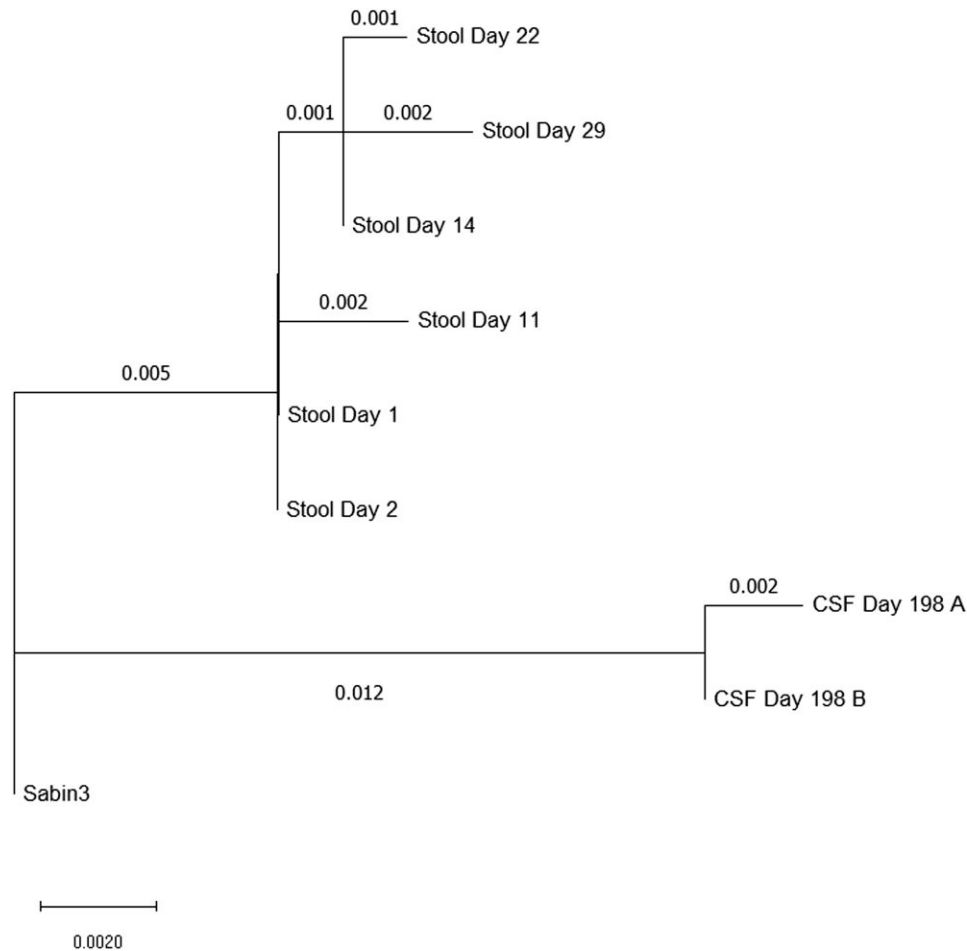 0.001
Stool Day 22
0.001
0.002
Stool Day 29
Stool Day 14
0.002
Stool Day 11
0.005
Stool Day 1
Stool Day 2
0.002
CSF Day 198 A
0.012
CSF Day 198 B
Sabin3
0.0020